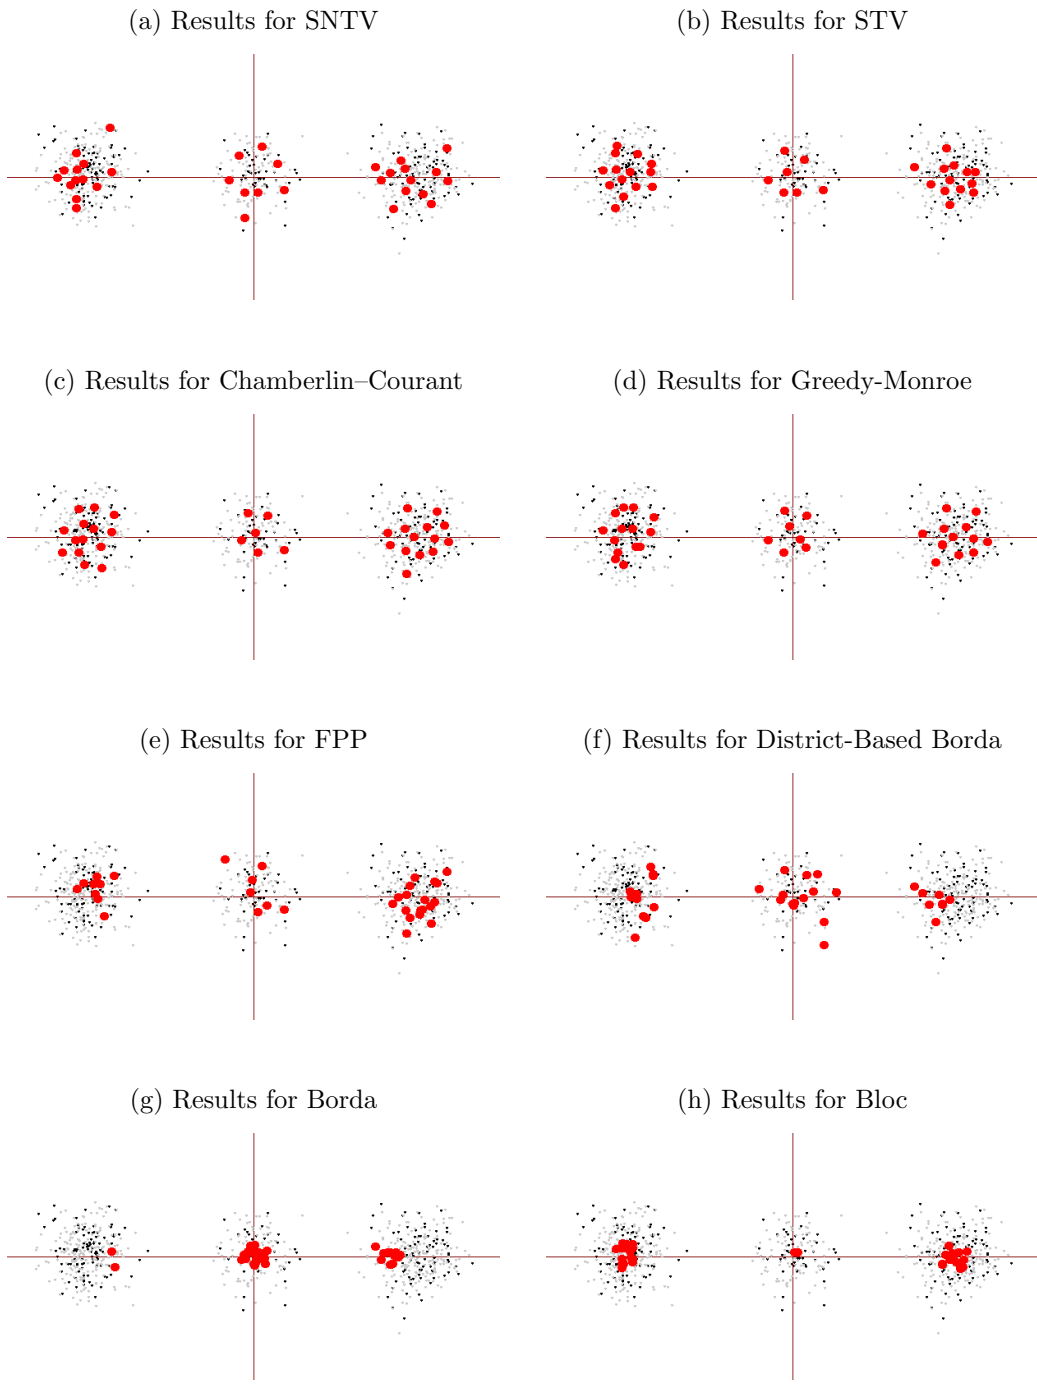 (a) Results for SNTV
(b) Results for STV
(c) Results for Chamberlin–Courant
(d) Results for Greedy-Monroe
(e) Results for FPP
(f) Results for District-Based Borda
(g) Results for Borda
(h) Results for Bloc